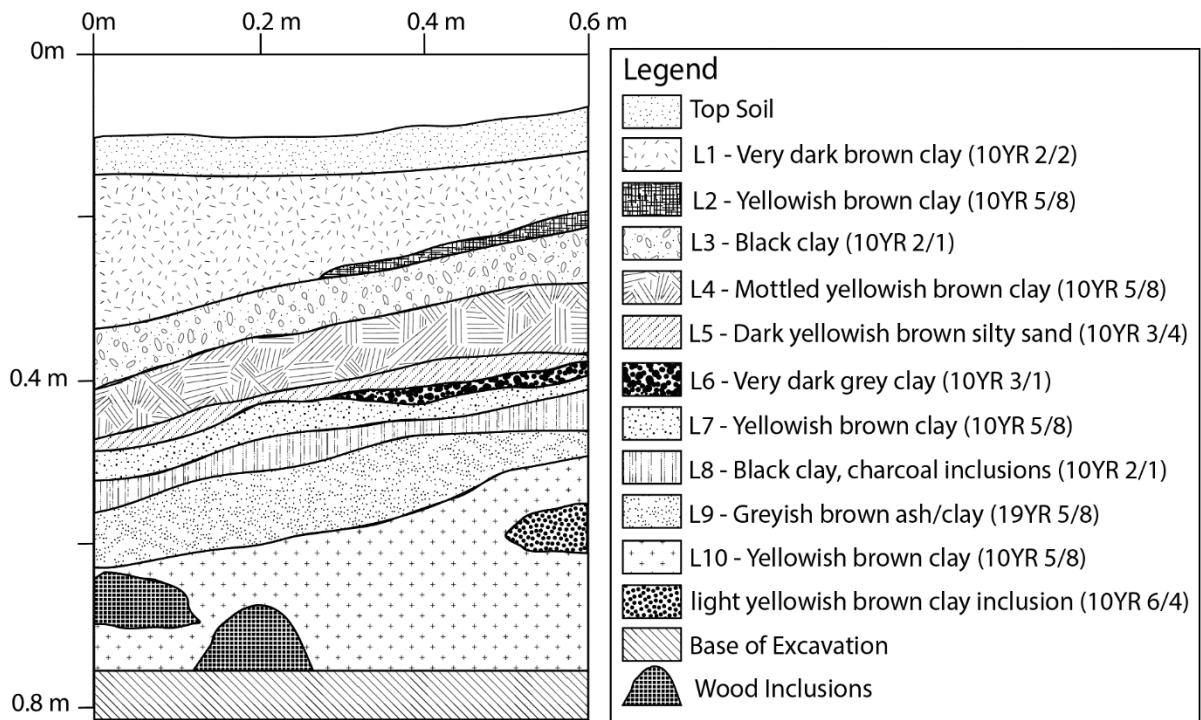 0m 0.2 m 0.4 m 0.6 m
0m
0.4 m
0.8 m
Legend
Top Soil
L1 - Very dark brown clay (10YR 2/2)
L2 - Yellowish brown clay (10YR 5/8)
L3 - Black clay (10YR 2/1)
L4 - Mottled yellowish brown clay (10YR 5/8)
L5 - Dark yellowish brown silty sand (10YR 3/4)
L6 - Very dark grey clay (10YR 3/1)
L7 - Yellowish brown clay (10YR 5/8)
L8 - Black clay, charcoal inclusions (10YR 2/1)
L9 - Greyish brown ash/clay (19YR 5/8)
L10 - Yellowish brown clay (10YR 5/8)
light yellowish brown clay inclusion (10YR 6/4)
Base of Excavation
Wood Inclusions